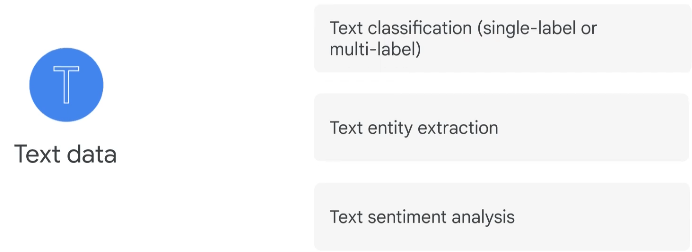 T
Text data
Text classification (single-label or
multi-label)
Text entity extraction
Text sentiment analysis